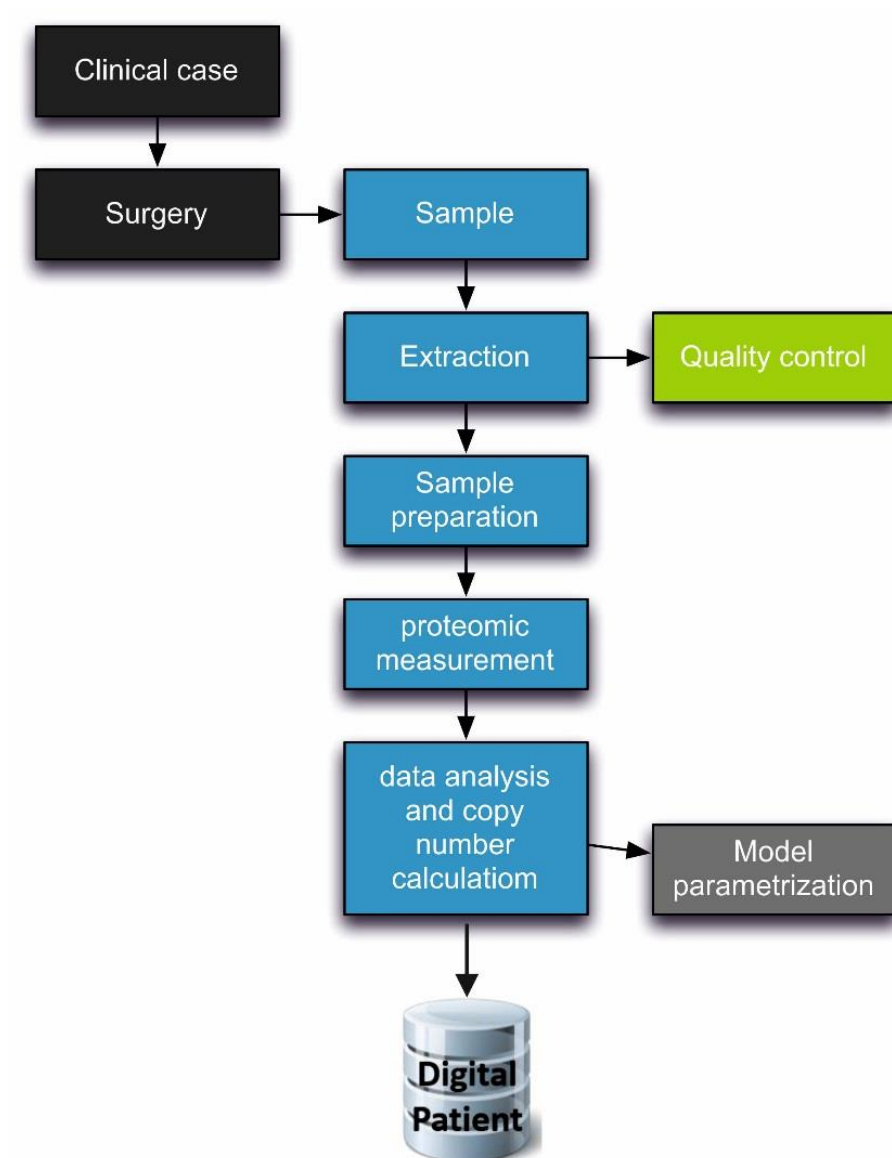 Clinical case
Surgery
Sample
Extraction
Quality control
Sample
preparation
proteomic
measurement
data analysis
and copy
number
calculatiom
Model
parametrization
Digital
Patient